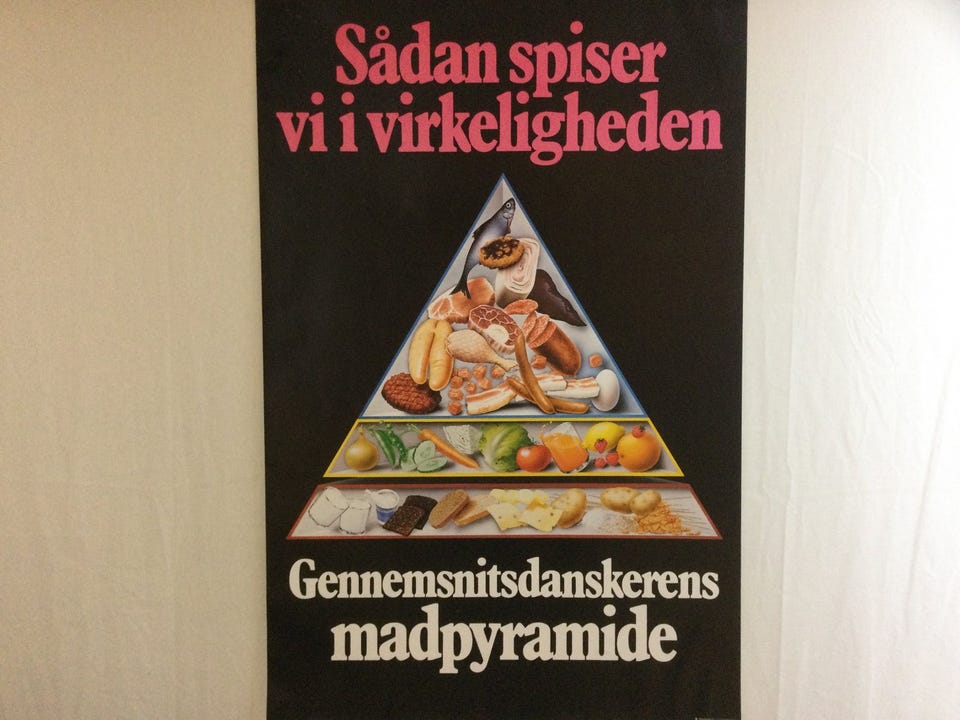 Sådan spiser
vi i virkeligheden
Gennemsnitsdanskerens
madpyramide